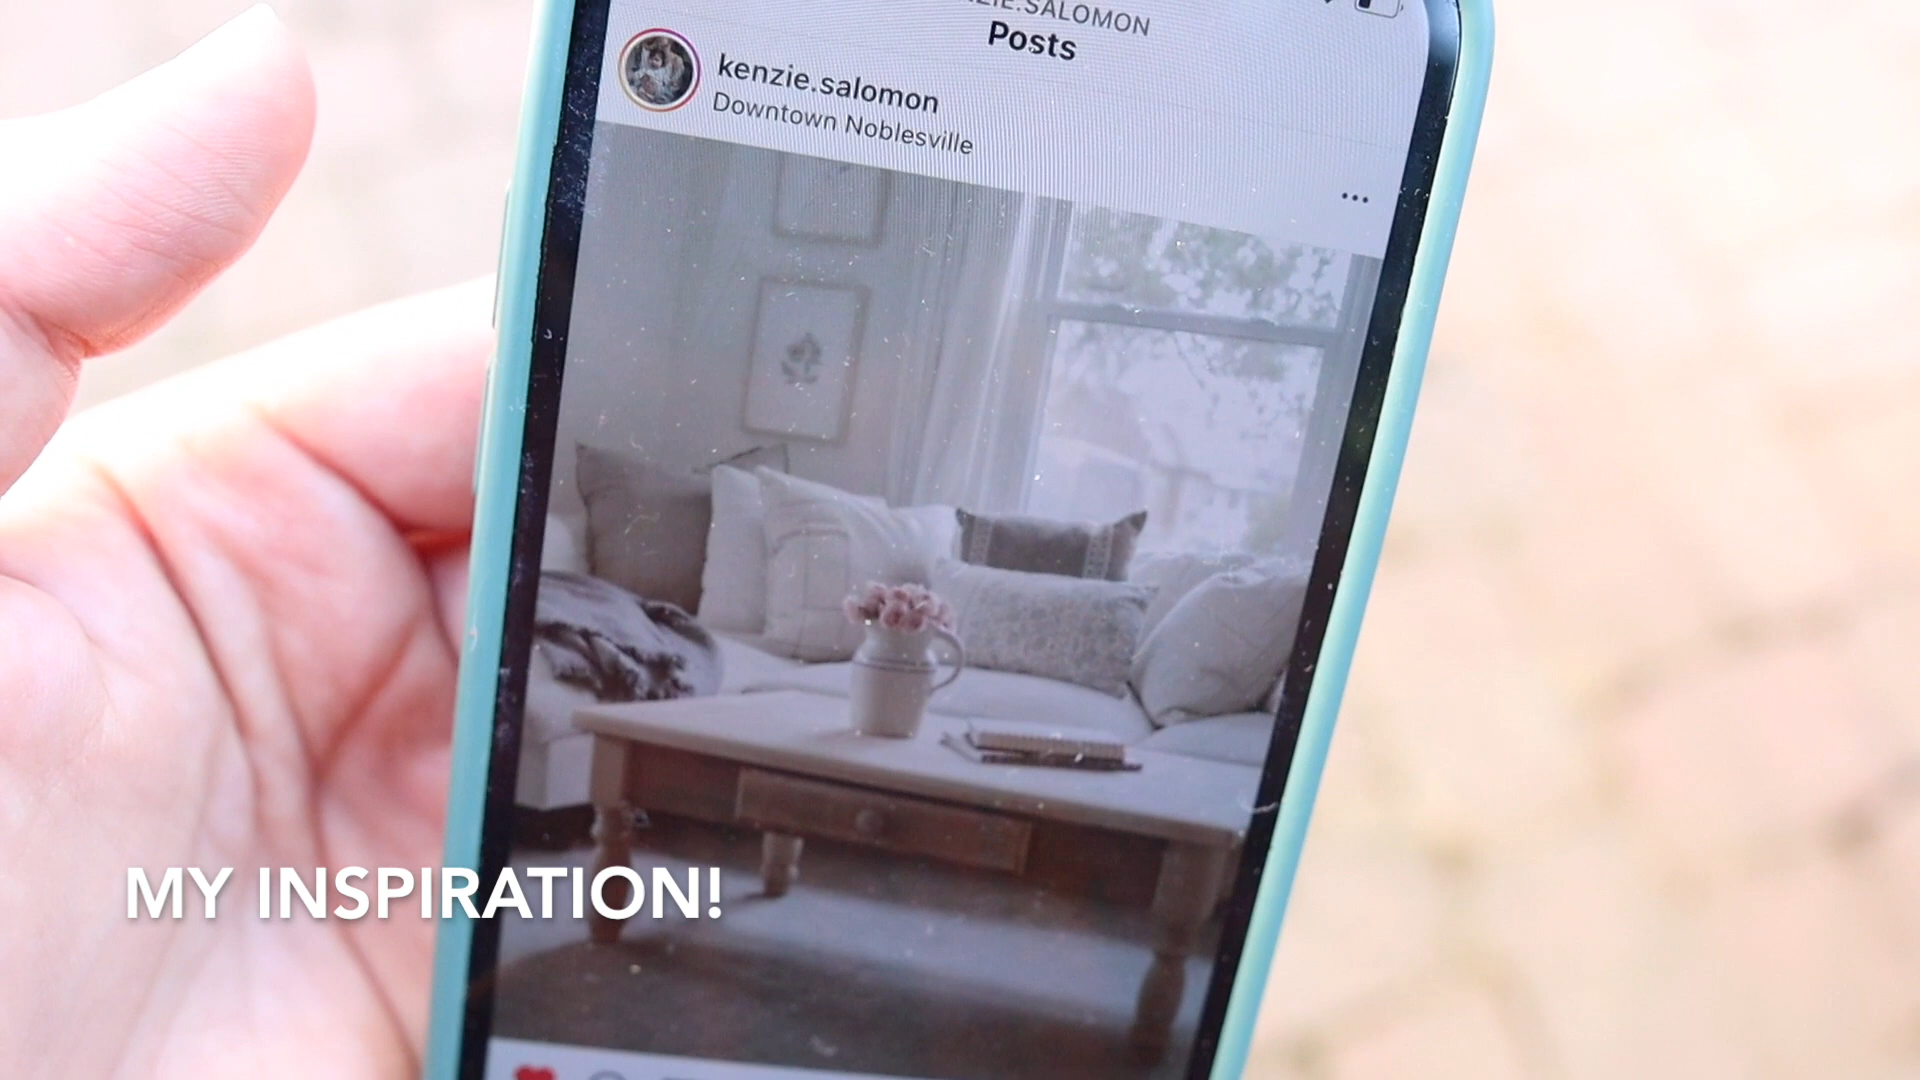 .SALOMON
Posts
kenzie.salomon
Downtown Noblesville
...
MY INSPIRATION!